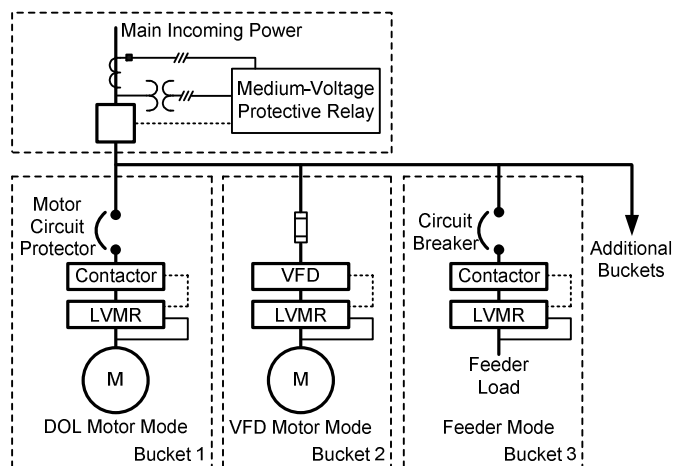 Main Incoming Power
Medium-Voltage
Protective Relay
Motor
Circuit
Protector
Contactor
LVMR
M
DOL Motor Mode
Bucket 1
VFD
LVMR
M
VFD Motor Mode
Bucket 2
Circuit
Breaker
Contactor
LVMR
Feeder
Load
Feeder Mode
Bucket 3
Additional
Buckets